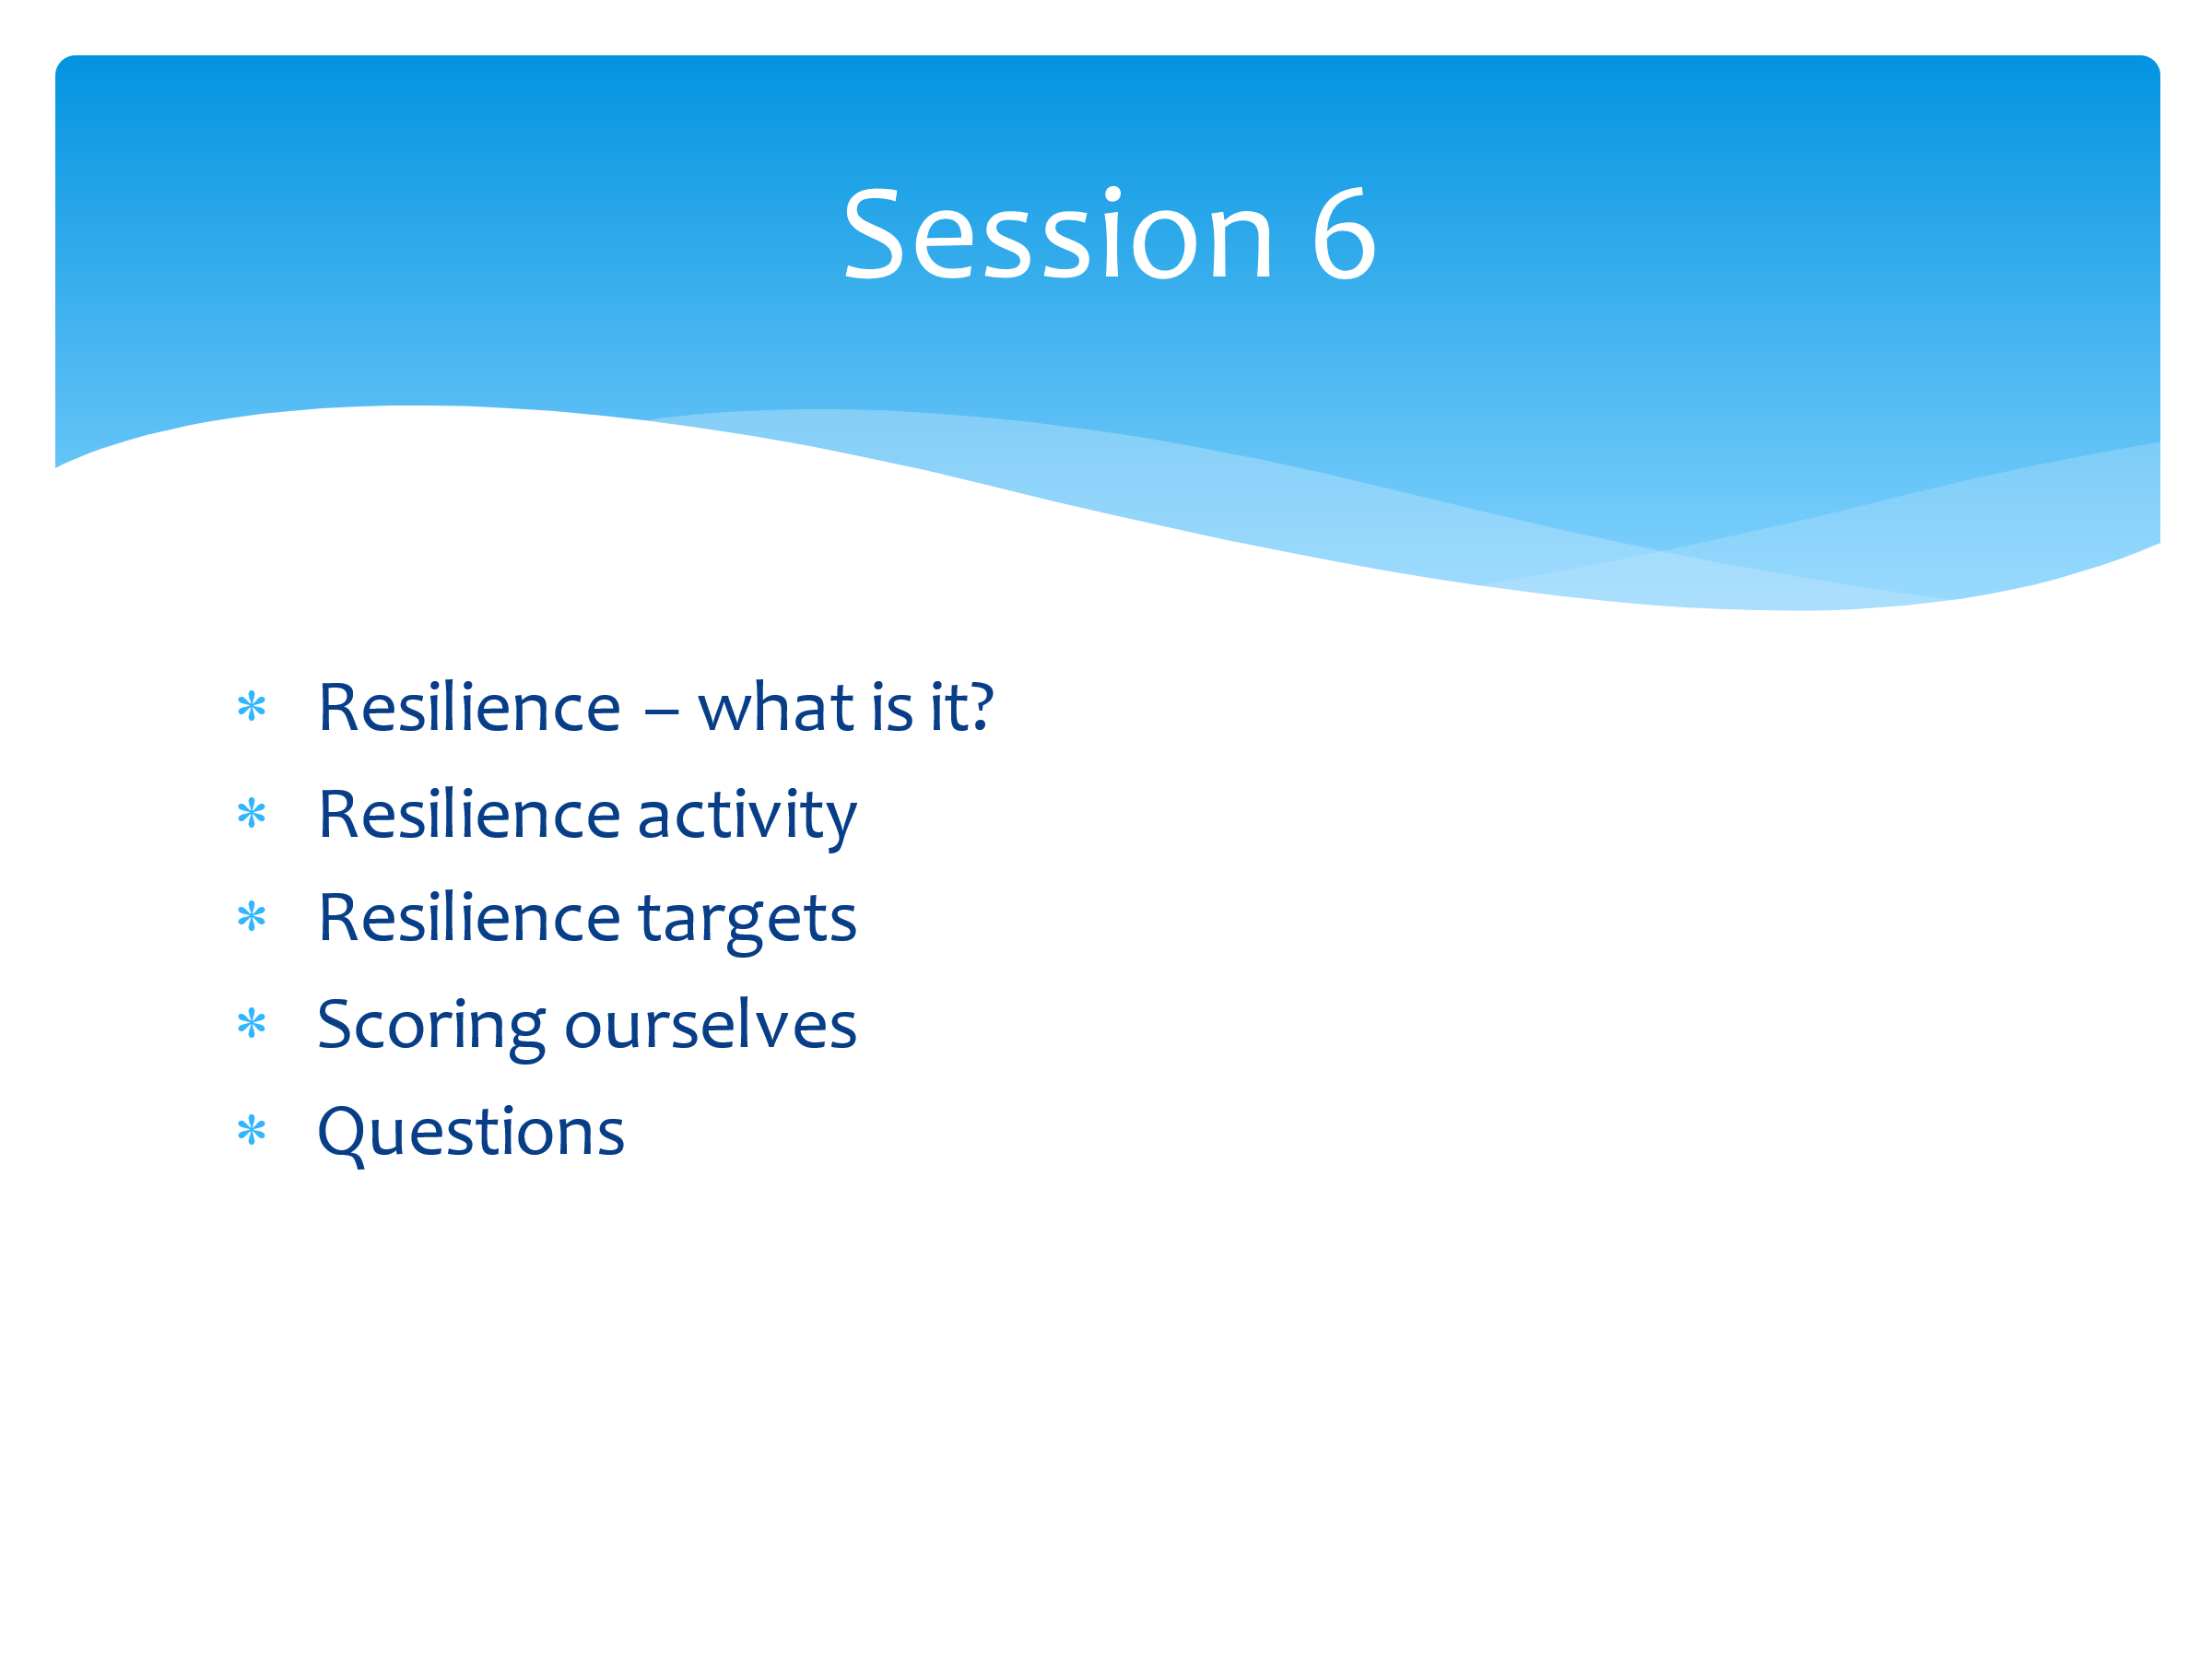 Session 6
* Resilience – what is it?
* Resilience activity
* Resilience targets
* Scoring ourselves
* Questions